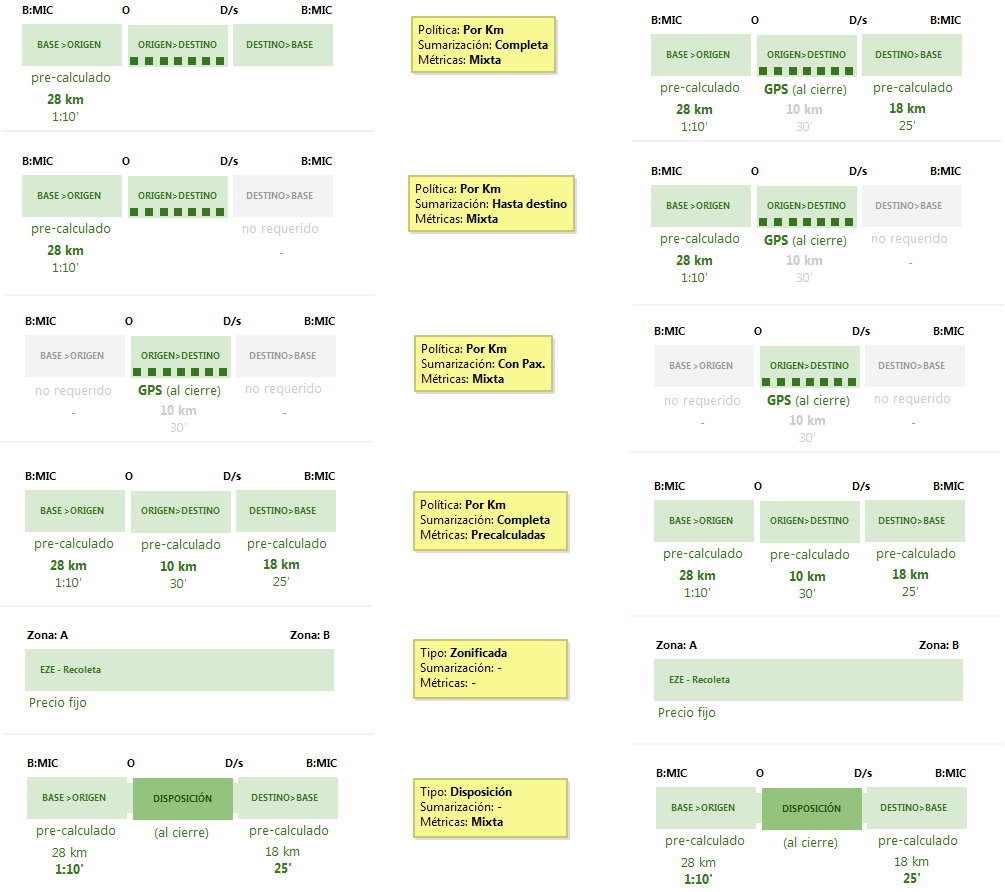 B:MIC O D/s B:MIC
BASE >ORIGEN ORIGEN>DESTINO DESTINO>BASE
pre-calculado
28 km
1:10'
Política: Por Km
Sumarización: Completa
Métricas: Mixta
B:MIC O D/s B:MIC
BASE >ORIGEN ORIGEN>DESTINO DESTINO>BASE
pre-calculado GPS (al cierre) pre-calculado
28 km 10 km 18 km
1:10' 30' 25'
B:MIC O D/s B:MIC
BASE >ORIGEN ORIGEN>DESTINO DESTINO>BASE
pre-calculado no requerido
28 km -
1:10'
Política: Por Km
Sumarización: Hasta destino
Métricas: Mixta
B:MIC O D/s B:MIC
BASE >ORIGEN ORIGEN>DESTINO DESTINO>BASE
pre-calculado GPS (al cierre) no requerido
28 km 10 km -
1:10' 30'
B:MIC O D/s B:MIC
BASE >ORIGEN ORIGEN>DESTINO DESTINO>BASE
no requerido GPS (al cierre) no requerido
- 10 km -
30'
Política: Por Km
Sumarización: Con Pax.
Métricas: Mixta
B:MIC O D/s B:MIC
BASE >ORIGEN ORIGEN>DESTINO DESTINO>BASE
no requerido GPS (al cierre) no requerido
- 10 km -
30'
B:MIC O D/s B:MIC
BASE >ORIGEN ORIGEN>DESTINO DESTINO>BASE
pre-calculado pre-calculado pre-calculado
28 km 10 km 18 km
1:10' 30' 25'
Política: Por Km
Sumarización: Completa
Métricas: Precalculadas
B:MIC O D/s B:MIC
BASE >ORIGEN ORIGEN>DESTINO DESTINO>BASE
pre-calculado pre-calculado pre-calculado
28 km 10 km 18 km
1:10' 30' 25'
Zona: A Zona: B
EZE - Recoleta
Precio fijo
Tipo: Zonificada
Sumarización: -
Métricas: -
Zona: A Zona: B
EZE - Recoleta
Precio fijo
B:MIC O D/s B:MIC
BASE >ORIGEN DISPOSICIÓN DESTINO>BASE
pre-calculado (al cierre) pre-calculado
28 km 18 km
1:10' 25'
Tipo: Disposición
Sumarización: -
Métricas: Mixta
B:MIC O D/s B:MIC
BASE >ORIGEN DISPOSICIÓN DESTINO>BASE
pre-calculado (al cierre) pre-calculado
28 km 18 km
1:10' 25'